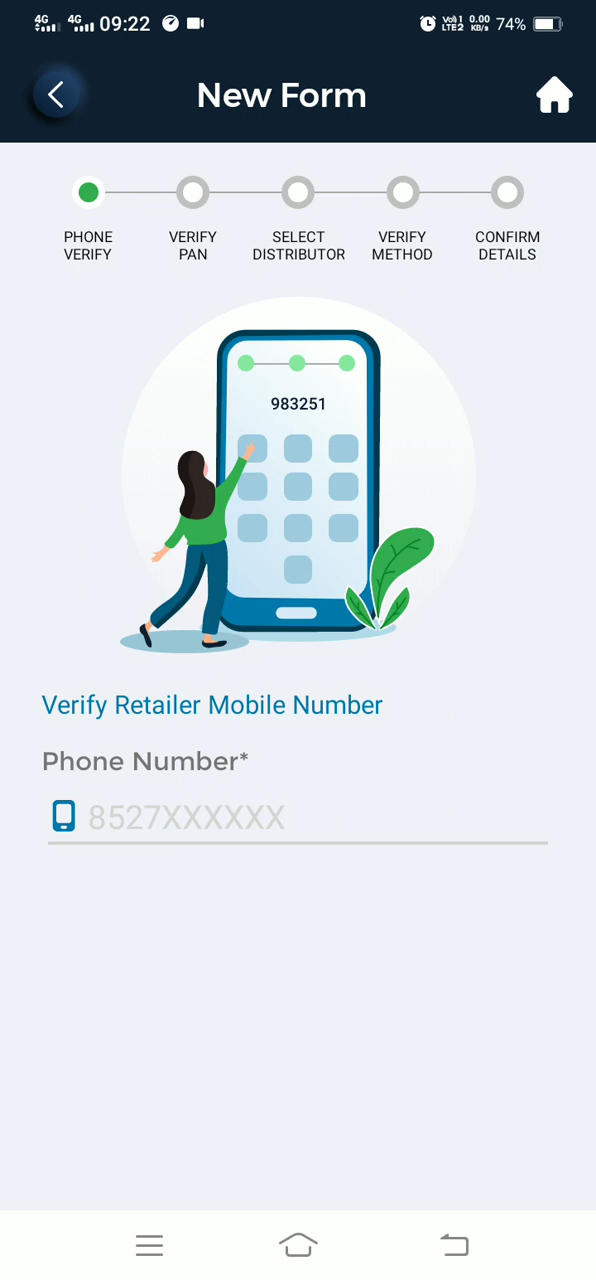 4G 4G 09:22 Vo) 1 LTE2 0.00 KB/s 74%
New Form
PHONE VERIFY
VERIFY PAN
SELECT DISTRIBUTOR
VERIFY METHOD
CONFIRM DETAILS
983251
Verify Retailer Mobile Number
Phone Number*
8527XXXXXX